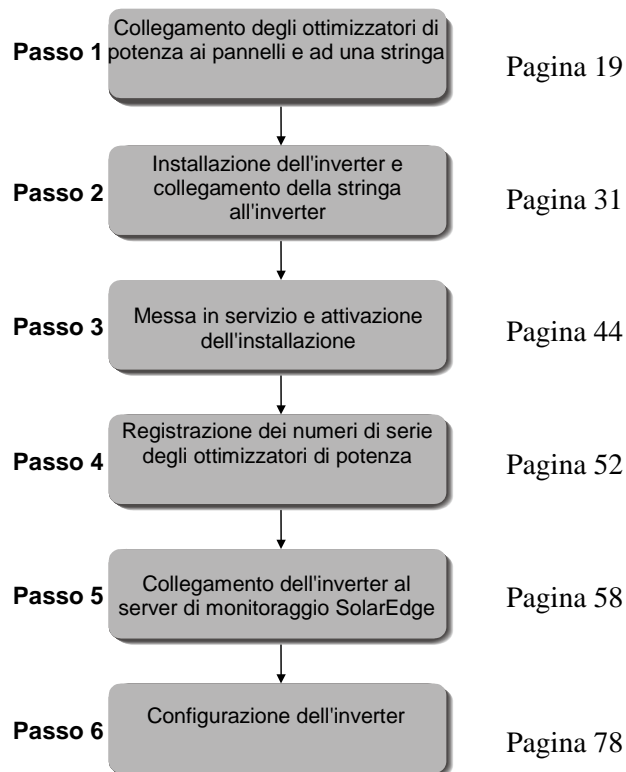 Passo 1
Collegamento degli ottimizzatori di
potenza ai pannelli e ad una stringa
Pagina 19
Passo 2
Installazione dell'inverter e
collegamento della stringa
all'inverter
Pagina 31
Passo 3
Messa in servizio e attivazione
dell'installazione
Pagina 44
Passo 4
Registrazione dei numeri di serie
degli ottimizzatori di potenza
Pagina 52
Passo 5
Collegamento dell'inverter al
server di monitoraggio SolarEdge
Pagina 58
Passo 6
Configurazione dell'inverter
Pagina 78